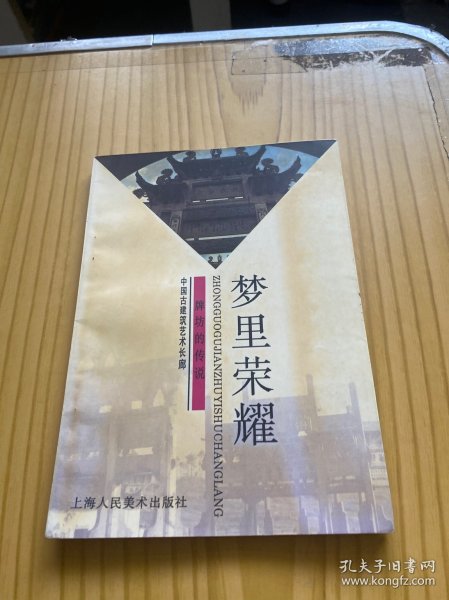 梦里荣耀
ZHONGGUOGUJIANZHUYISHUCHANGLANG
牌坊的传说
中国古建筑艺术长廊
上海人民美术出版社
孔夫子旧书网
www.kongfz.com